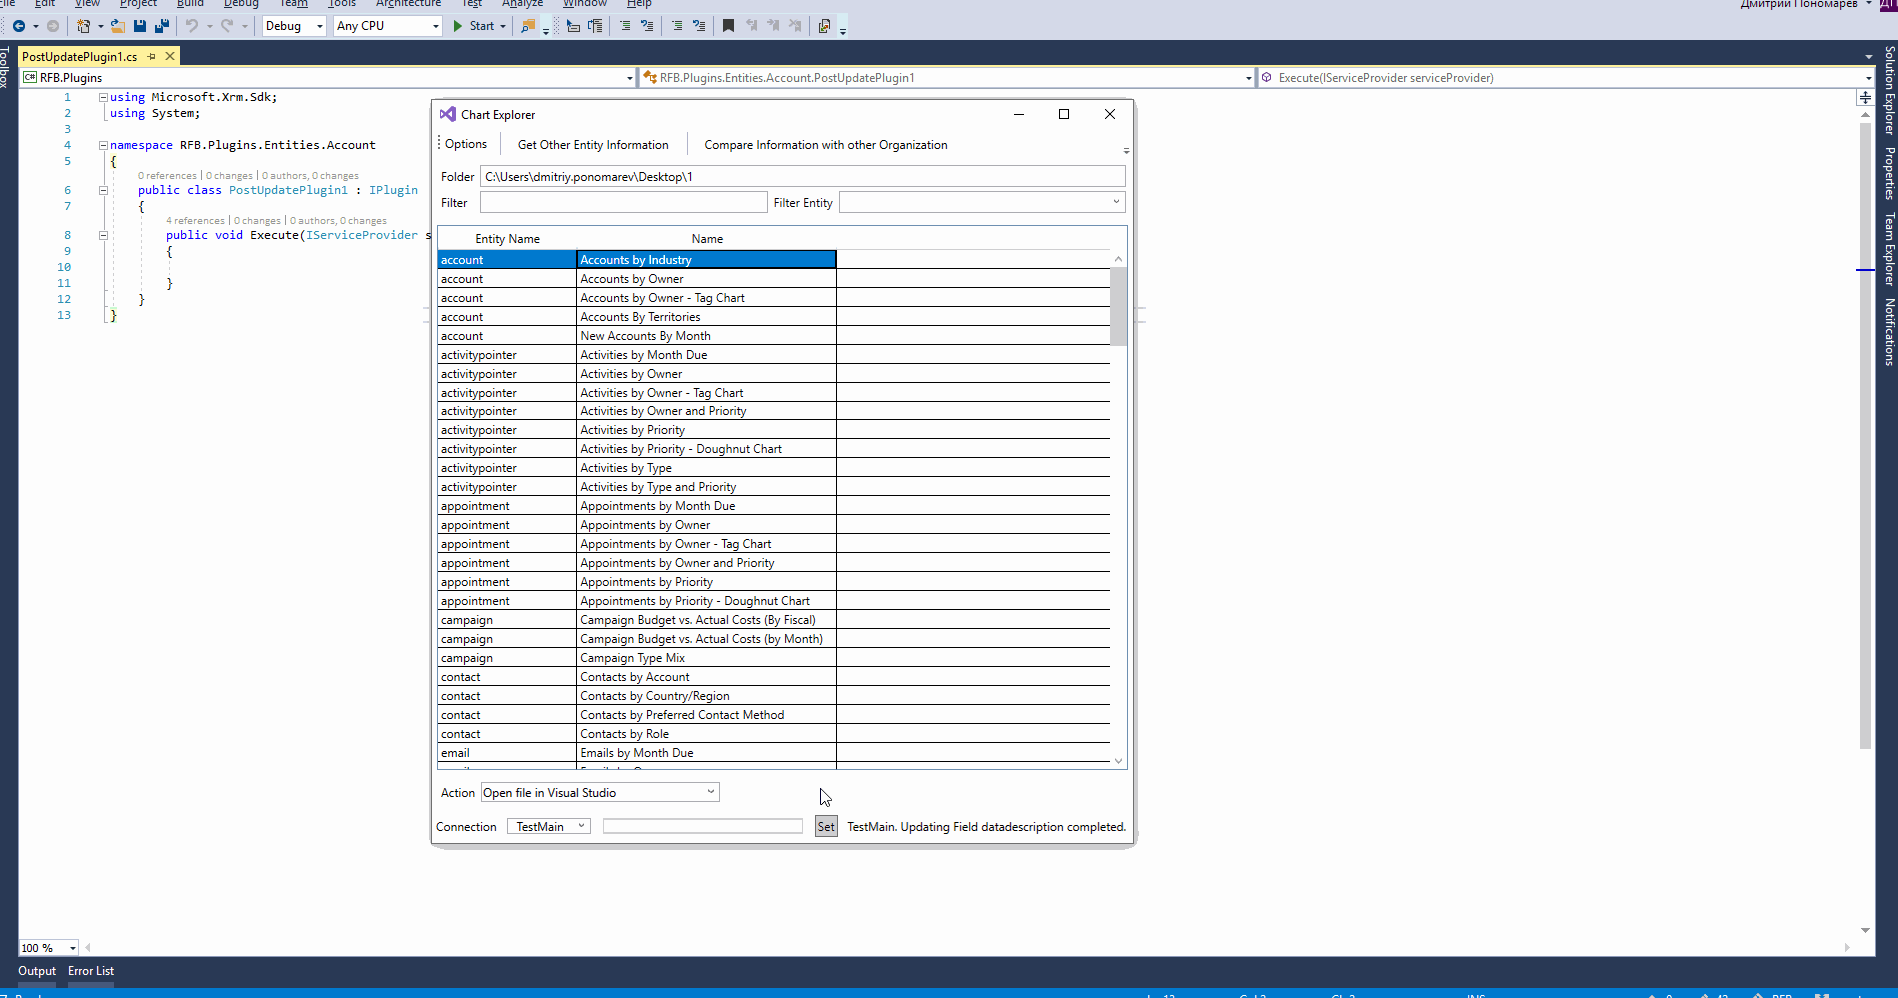 File Edit View Project Build Debug Team Tools Architecture Test Analyze Window Help Дмитрий Пономарев
Debug Any CPU Start
Toolbox
PostUpdatePlugin1.cs
RFB.Plugins RFB.Plugins.Entities.Account.PostUpdatePlugin1 Execute(IServiceProvider serviceProvider)
1 using Microsoft.Xrm.Sdk;
2 using System;
3
4 namespace RFB.Plugins.Entities.Account
5 {
0 references | 0 changes | 0 authors, 0 changes
6 public class PostUpdatePlugin1 : IPlugin
7 {
4 references | 0 changes | 0 authors, 0 changes
8 public void Execute(IServiceProvider s
9 {
10
11 }
12 }
13 }
Chart Explorer
Options Get Other Entity Information Compare Information with other Organization
Folder C:\Users\dmitriy.ponomarev\Desktop\1
Filter Filter Entity
Entity Name Name
account Accounts by Industry
account Accounts by Owner
account Accounts by Owner - Tag Chart
account Accounts By Territories
account New Accounts By Month
activitypointer Activities by Month Due
activitypointer Activities by Owner
activitypointer Activities by Owner - Tag Chart
activitypointer Activities by Owner and Priority
activitypointer Activities by Priority
activitypointer Activities by Priority - Doughnut Chart
activitypointer Activities by Type
activitypointer Activities by Type and Priority
appointment Appointments by Month Due
appointment Appointments by Owner
appointment Appointments by Owner - Tag Chart
appointment Appointments by Owner and Priority
appointment Appointments by Priority
appointment Appointments by Priority - Doughnut Chart
campaign Campaign Budget vs. Actual Costs (By Fiscal)
campaign Campaign Budget vs. Actual Costs (by Month)
campaign Campaign Type Mix
contact Contacts by Account
contact Contacts by Country/Region
contact Contacts by Preferred Contact Method
contact Contacts by Role
email Emails by Month Due
Action Open file in Visual Studio
Connection TestMain Set TestMain. Updating Field datadescription completed.
Solution Explorer
Properties
Team Explorer
Notifications
100 %
Output Error List